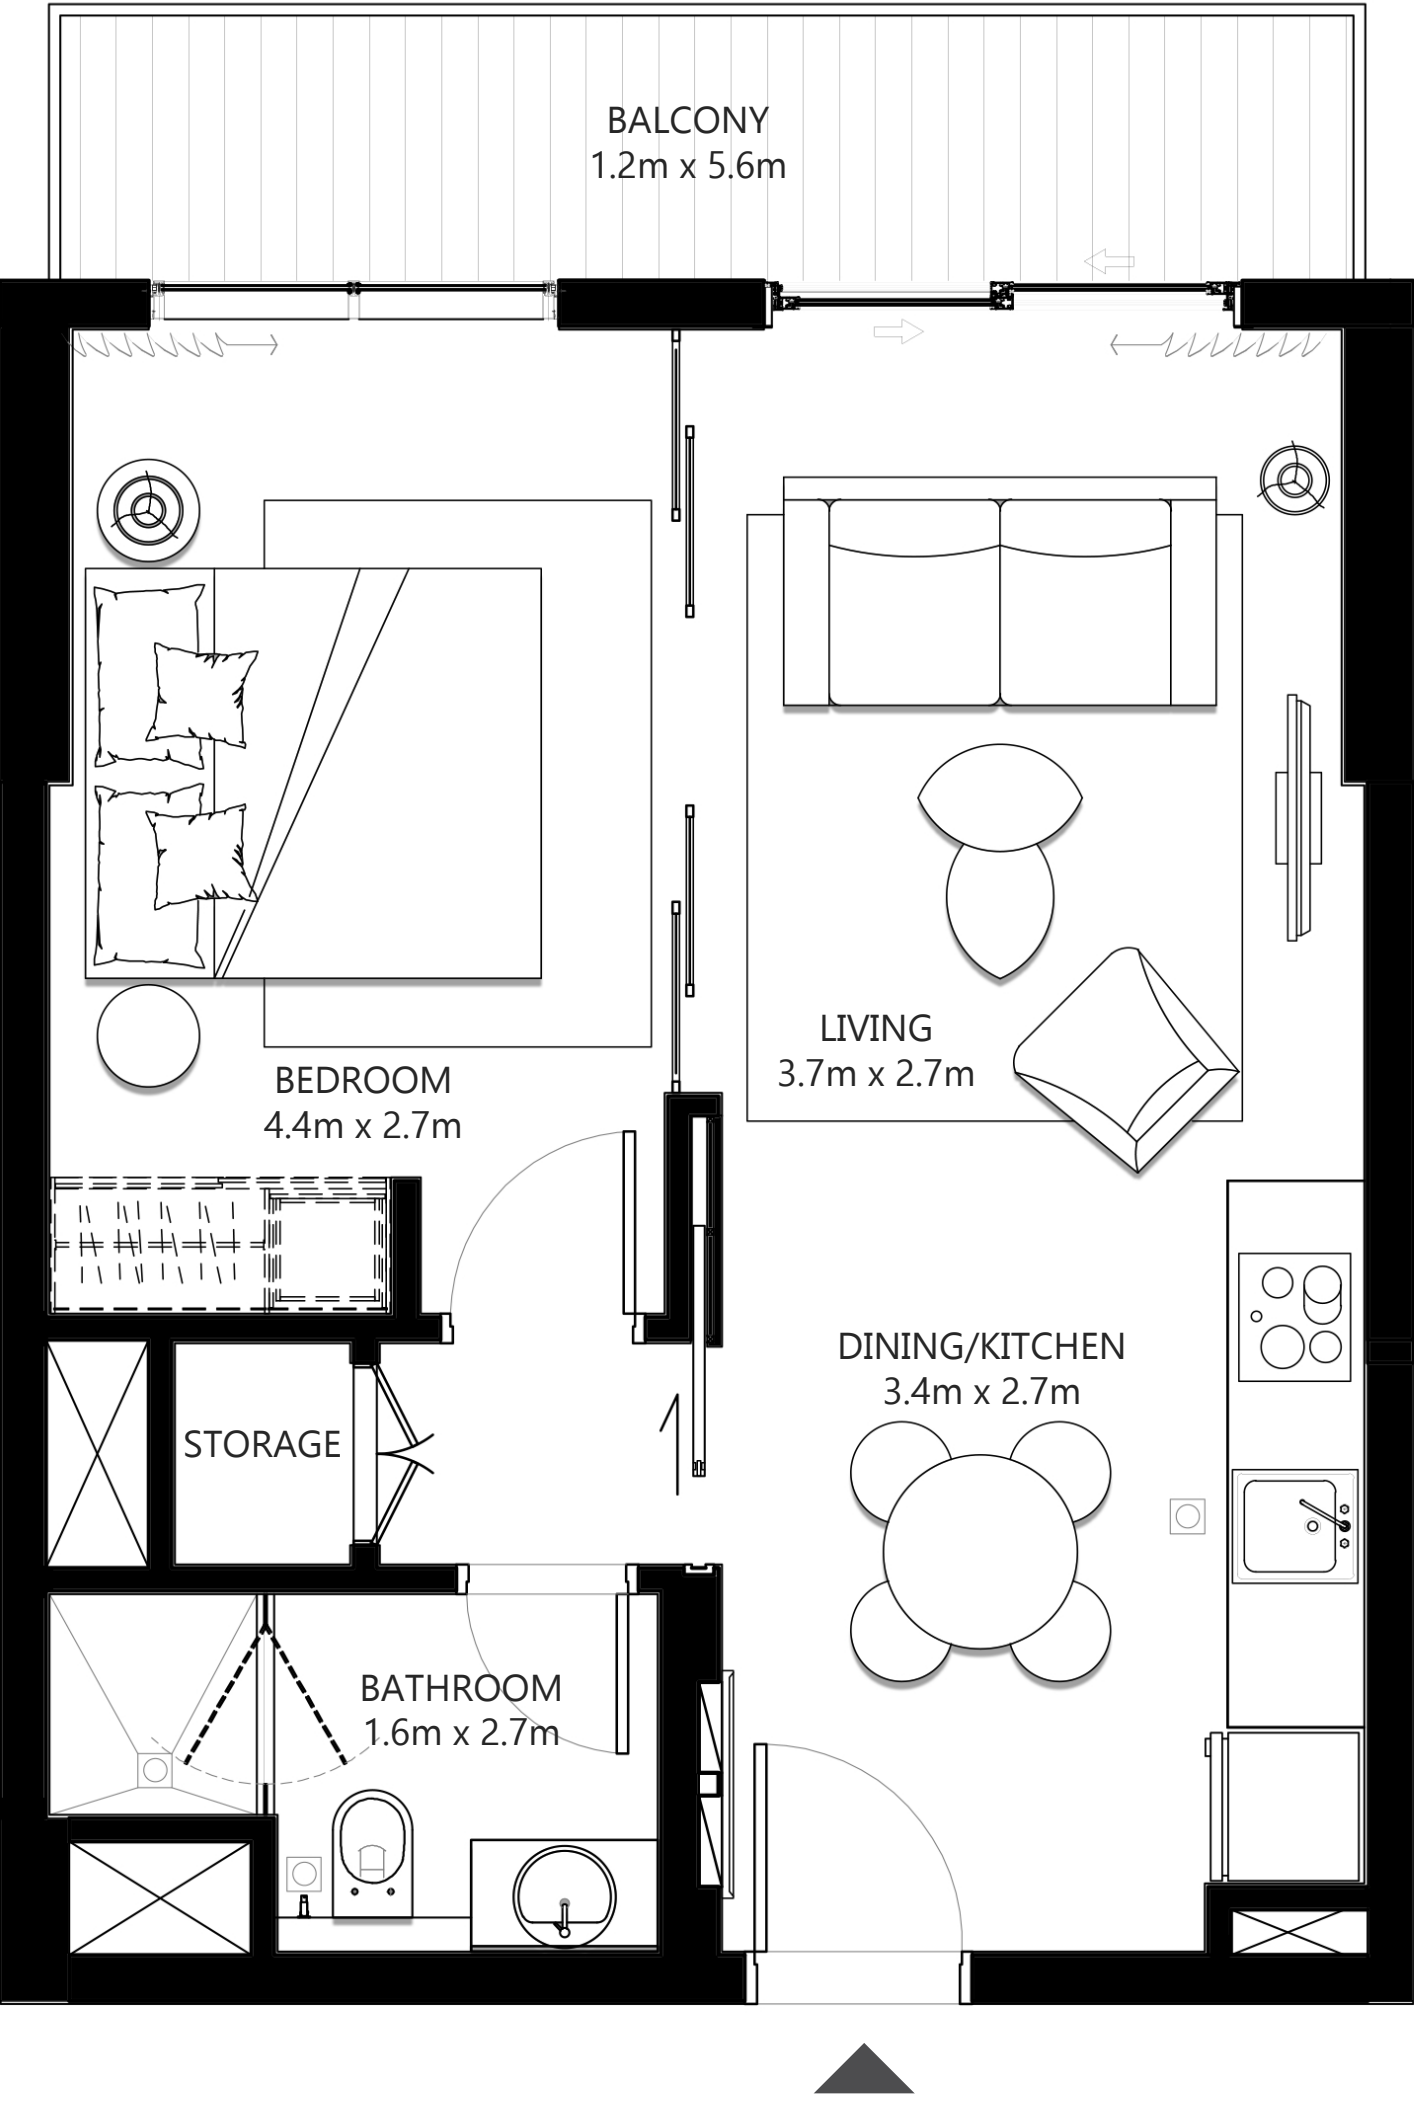 BALCONY
1.2m x 5.6m
LIVING
3.7m x 2.7m
BEDROOM
4.4m x 2.7m
DINING/KITCHEN
3.4m x 2.7m
STORAGE
BATHROOM
1.6m x 2.7m